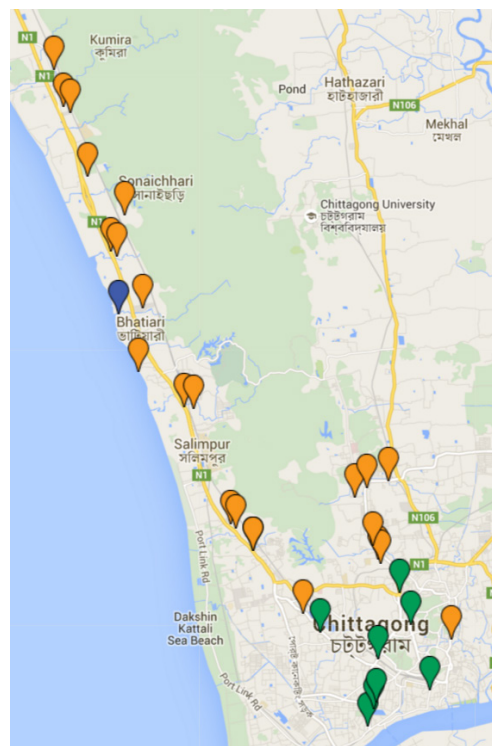 N1
Kumira
কুমিরা
N1
Hathazari
হাটহাজারী
Pond
N106
Mekhal
মেখল
Sonaichhari
সোনাইছড়ি
Chittagong University
চট্টগ্রাম
বিশ্ববিদ্যালয়
N1
Bhatiari
ভাটিয়ারী
Salimpur
সলিমপুর
N1
N106
Port Link Rd
N1
Dakshin
Kattali
Sea Beach
Chittagong
চট্টগ্রাম
Port Link Rd